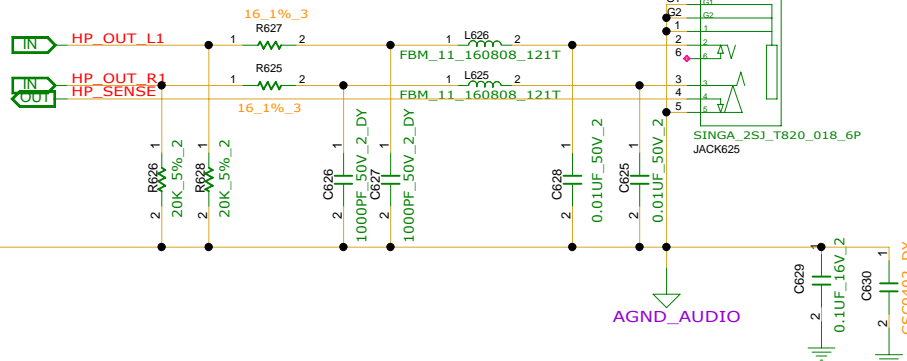 G1
G1
16_1%_3
R627
G2
G2
1
1
IN
HP_OUT_L1
1
2
1
L626
2
2
2
FBM_11_160808_121T
6
6
IN
HP_OUT_R1
R625
1
2
1
L625
2
3
3
OUT
HP_SENSE
FBM_11_160808_121T
4
4
16_1%_3
5
5
SINGA_2SJ_T820_018_6P
JACK625
1
R626
20K_5%_2
2
1
R628
20K_5%_2
2
1
C626
1000PF_50V_2_DY
2
1
C627
1000PF_50V_2_DY
2
1
C628
0.01UF_50V_2
2
1
C625
0.01UF_50V_2
2
AGND_AUDIO
1
C629
0.1UF_16V_2
2
1
C630
2